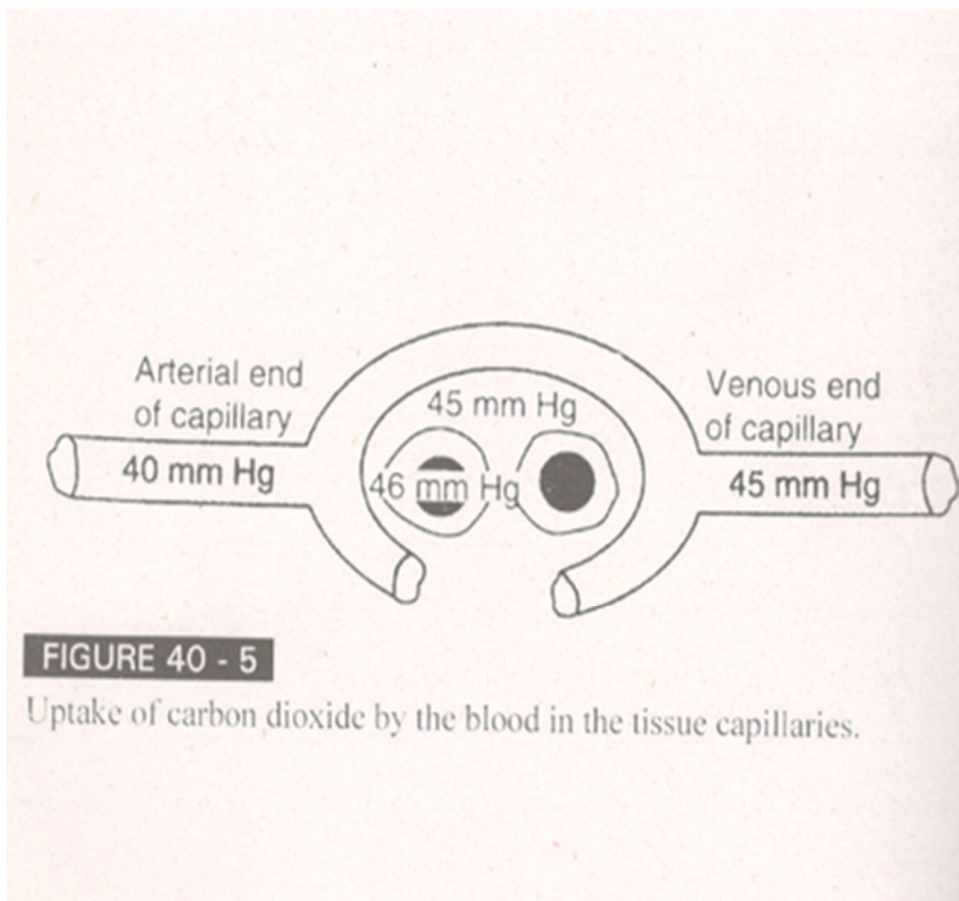 Arterial end
of capillary
40 mm Hg
45 mm Hg
46 mm Hg
Venous end
of capillary
45 mm Hg
FIGURE 40 - 5
Uptake of carbon dioxide by the blood in the tissue capillaries.